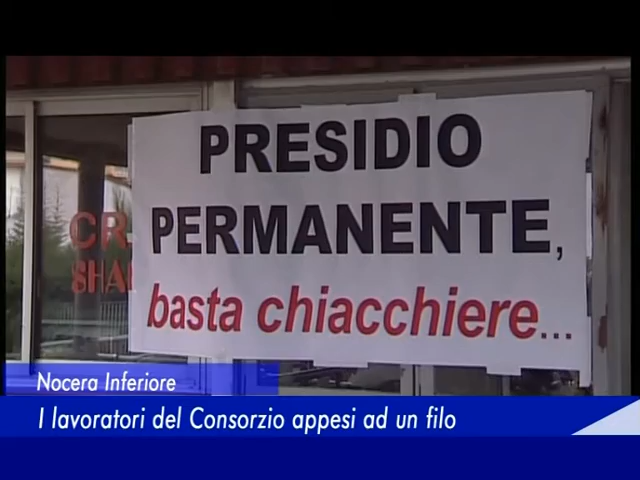 PRESIDIO
PERMANENTE,
basta chiacchiere...
Nocera Inferiore
I lavoratori del Consorzio appesi ad un filo